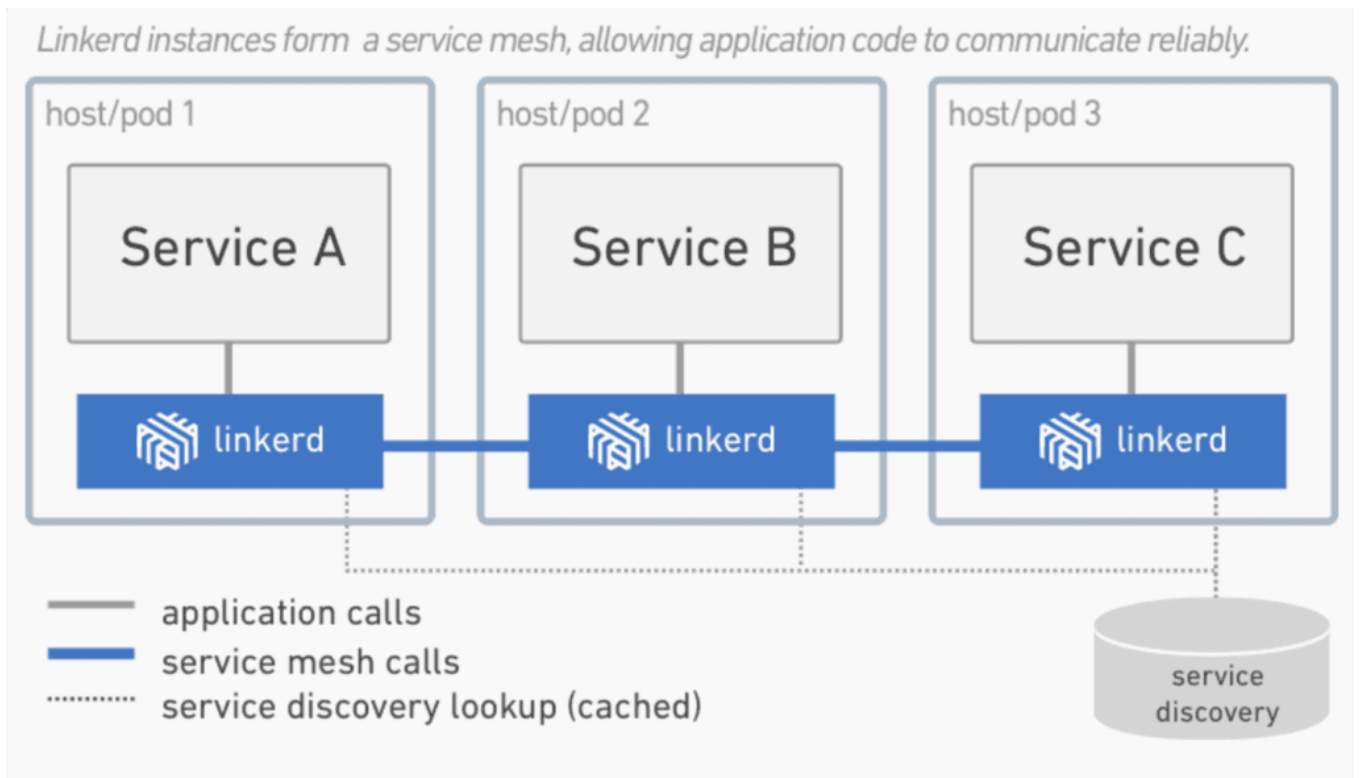 Linkerd instances form a service mesh, allowing application code to communicate reliably.
host/pod 1
host/pod 2
host/pod 3
Service A
Service B
Service C
linkerd
linkerd
linkerd
application calls
service mesh calls
service discovery lookup (cached)
service
discovery